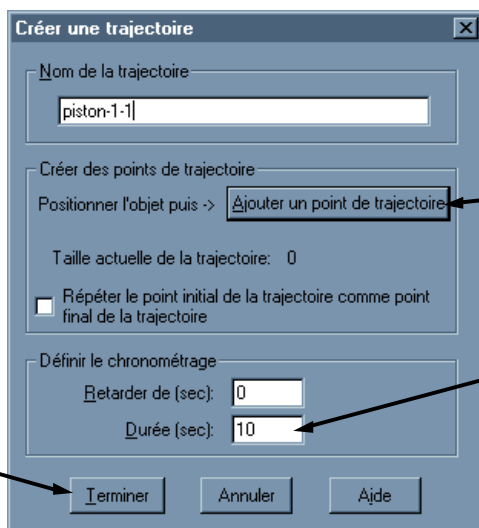 Créer une trajectoire
Nom de la trajectoire
piston-1-1
Créer des points de trajectoire
Positionner l'objet puis -> Ajouter un point de trajectoire
Taille actuelle de la trajectoire: 0
Répéter le point initial de la trajectoire comme point
final de la trajectoire
Définir le chronométrage
Retarder de (sec): 0
Durée (sec): 10
Terminer Annuler Aide